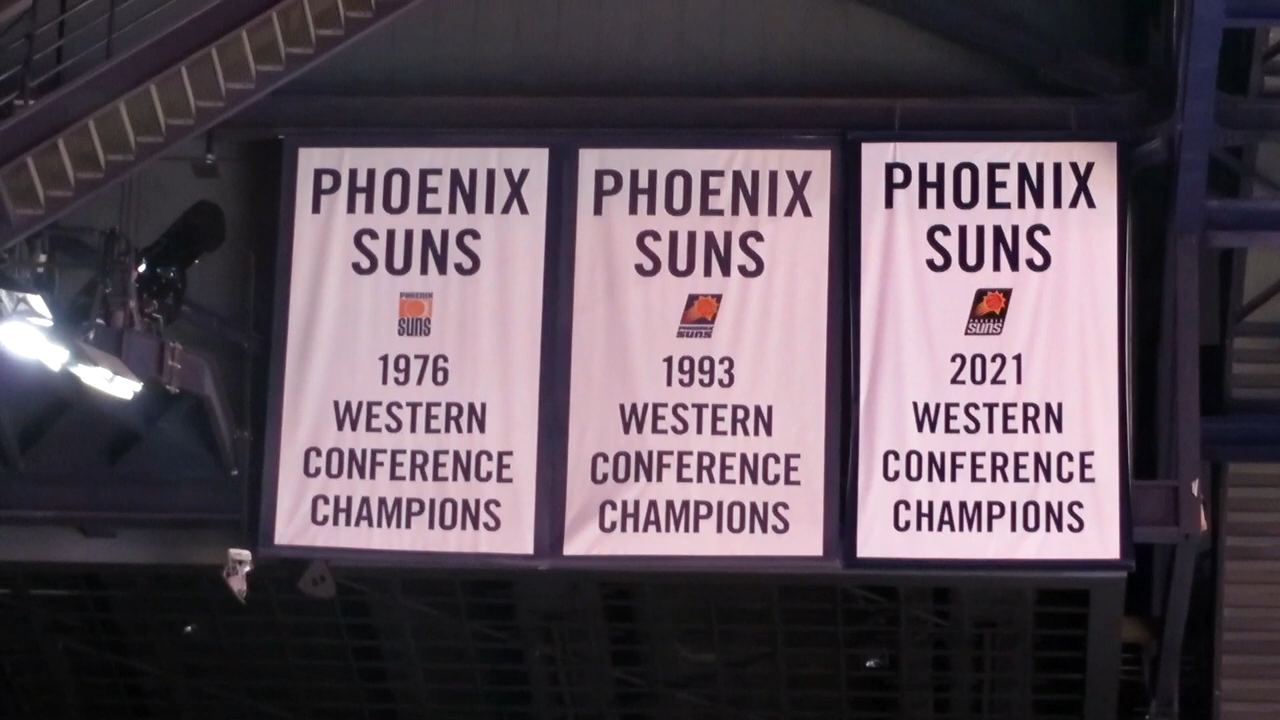 PHOENIX
SUNS
PHOENIX
SUNS
1976
WESTERN
CONFERENCE
CHAMPIONS
PHOENIX
SUNS
PHOENIX
SUNS
1993
WESTERN
CONFERENCE
CHAMPIONS
PHOENIX
SUNS
PHOENIX
SUNS
2021
WESTERN
CONFERENCE
CHAMPIONS